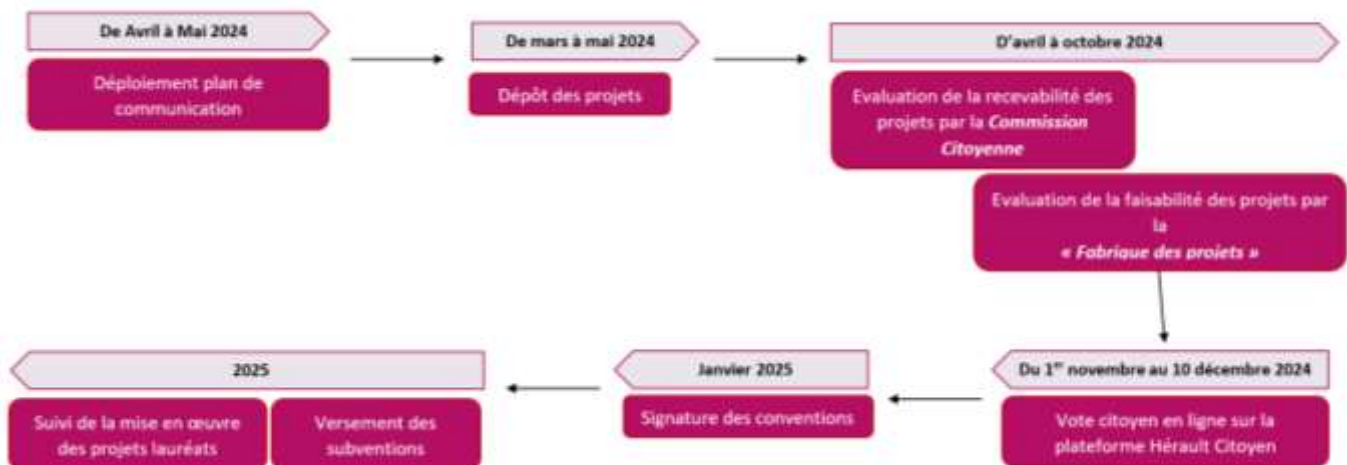 De Avril à Mai 2024
Déploiement plan de
communication
De mars à mai 2024
Dépôt des projets
D'avril à octobre 2024
Evaluation de la recevabilité des
projets par la Commission
Citoyenne
Evaluation de la faisabilité des projets par
la
« Fabrique des projets »
Du 1er novembre au 10 décembre 2024
Vote citoyen en ligne sur la
plateforme Hérault Citoyen
Janvier 2025
Signature des conventions
2025
Suivi de la mise en œuvre
des projets lauréats
Versement des
subventions